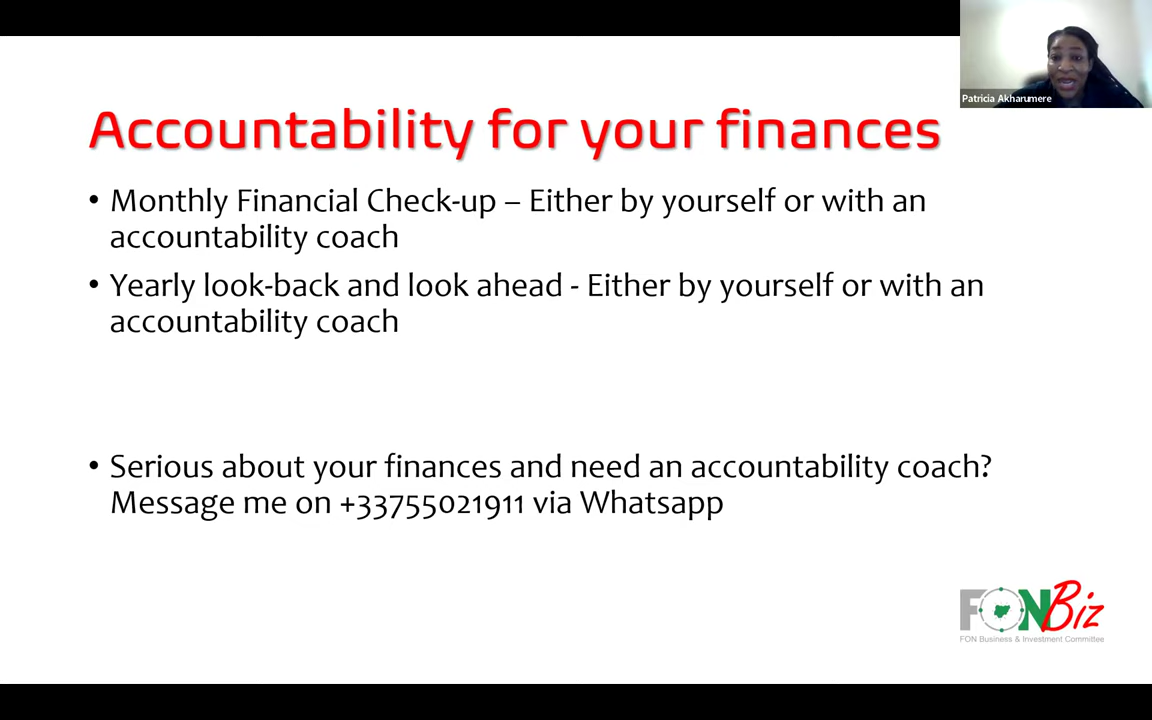 Patricia Akharumere
Accountability for your finances
• Monthly Financial Check-up – Either by yourself or with an
accountability coach
• Yearly look-back and look ahead - Either by yourself or with an
accountability coach
• Serious about your finances and need an accountability coach?
Message me on +33755021911 via Whatsapp
FON Biz
FON Business & Investment Committee